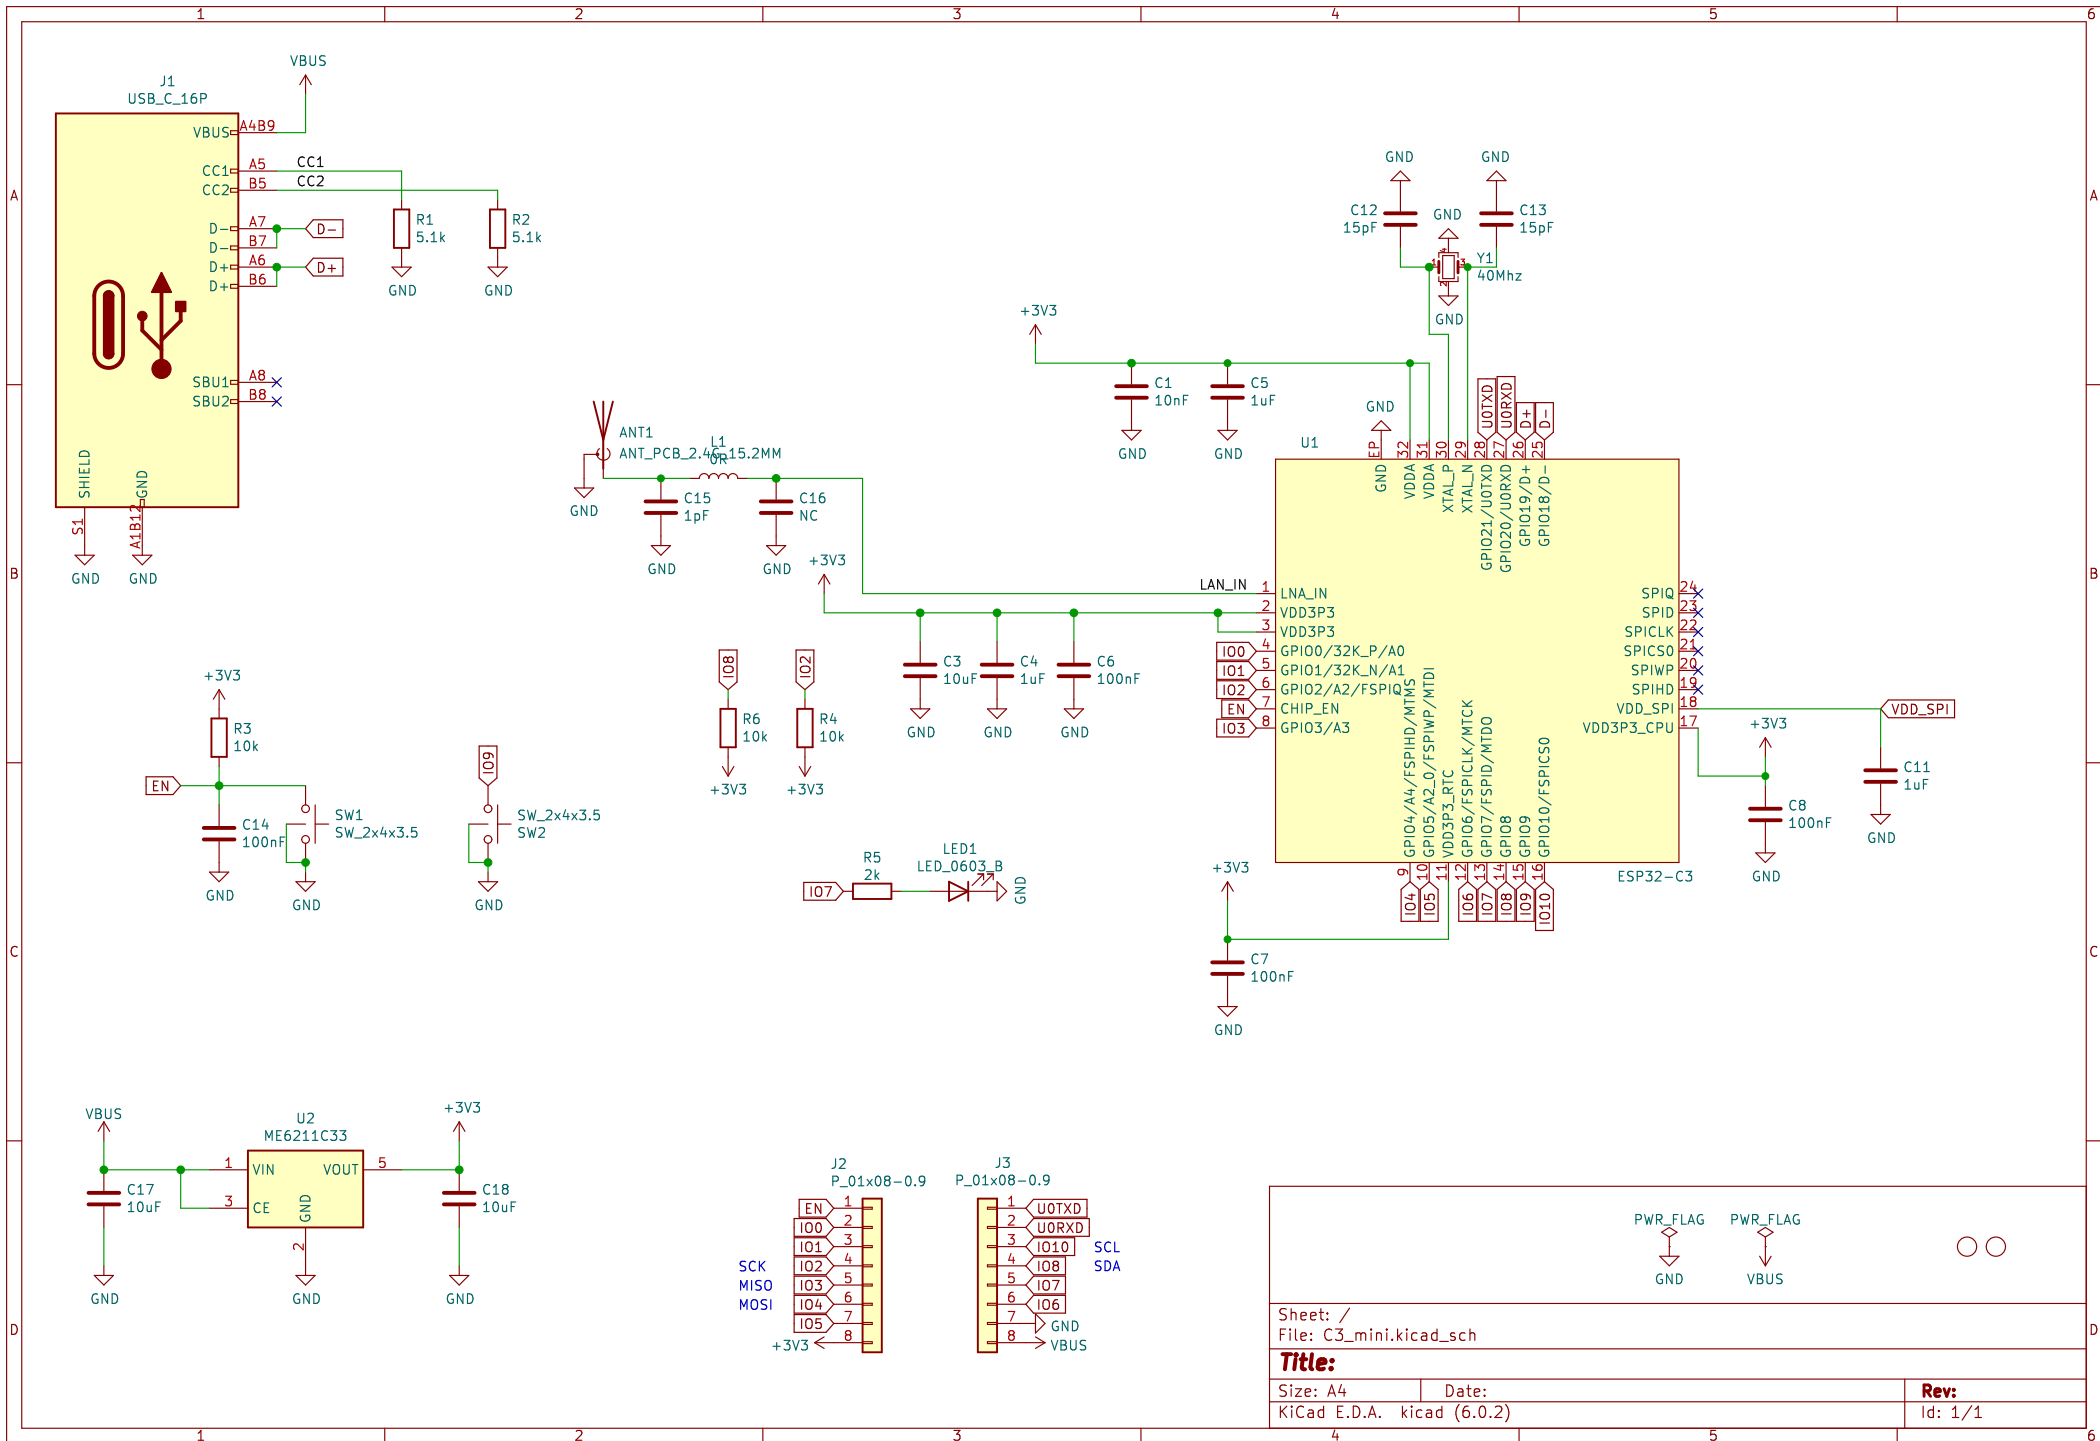 1 2 3 4 5 6
A
B
C
D
J1
USB_C_16P
VBUS
VBUS A4B9
CC1 A5 CC1
CC2 B5 CC2
D- A7 D-
D- B7
D+ A6 D+
D+ B6
SBU1 A8
SBU2 B8
SHIELD
GND
S1
A1B12
GND
GND
R1
5.1k
GND
R2
5.1k
GND
ANT1
ANT_PCB_2.4G_15.2MM
GND
L1
0R
C15
1pF
GND
C16
NC
GND
+3V3
LAN_IN
C3
10uF
GND
C4
1uF
GND
C6
100nF
GND
+3V3
C1
10nF
GND
C5
1uF
GND
GND
C12
15pF
GND
C13
15pF
GND
Y1
40Mhz
1
2
3
4
GND
U1
GND
EP
32
31
30
29
28
27
26
25
U0TXD
U0RXD
D+
D-
GND
VDDA
VDDA
XTAL_P
XTAL_N
GPIO21/U0TXD
GPIO20/U0RXD
GPIO19/D+
GPIO18/D-
1 LNA_IN
2 VDD3P3
3 VDD3P3
IO0 4 GPIO0/32K_P/A0
IO1 5 GPIO1/32K_N/A1
IO2 6 GPIO2/A2/FSPIQ
EN 7 CHIP_EN
IO3 8 GPIO3/A3
SPIQ 24
SPID 23
SPICLK 22
SPICS0 21
SPIWP 20
SPIHD 19
VDD_SPI 18
VDD3P3_CPU 17
GPIO4/A4/FSPIHD/MTMS
GPIO5/A2_0/FSPIWP/MTDI
VDD3P3_RTC
GPIO6/FSPICLK/MTCK
GPIO7/FSPID/MTDO
GPIO8
GPIO9
GPIO10/FSPICS0
9
10
11
12
13
14
15
16
IO4
IO5
IO6
IO7
IO8
IO9
IO10
ESP32-C3
VDD_SPI
C11
1uF
GND
+3V3
C8
100nF
GND
+3V3
C7
100nF
GND
+3V3
R3
10k
EN
C14
100nF
GND
SW1
SW_2x4x3.5
GND
IO9
SW_2x4x3.5
SW2
GND
IO8
R6
10k
+3V3
IO2
R4
10k
+3V3
IO7
R5
2k
LED1
LED_0603_B
GND
VBUS
C17
10uF
GND
U2
ME6211C33
1 VIN
3 CE
VOUT 5
GND
2
GND
+3V3
C18
10uF
GND
J2
P_01x08-0.9
EN 1
IO0 2
IO1 3
SCK IO2 4
MISO IO3 5
MOSI IO4 6
IO5 7
+3V3 8
J3
P_01x08-0.9
1 U0TXD
2 U0RXD
3 IO10 SCL
4 IO8 SDA
5 IO7
6 IO6
7 GND
8 VBUS
PWR_FLAG
GND
PWR_FLAG
VBUS
Sheet: /
File: C3_mini.kicad_sch
Title:
Size: A4 Date: Rev:
KiCad E.D.A. kicad (6.0.2) Id: 1/1
A
B
C
D
1 2 3 4 5 6